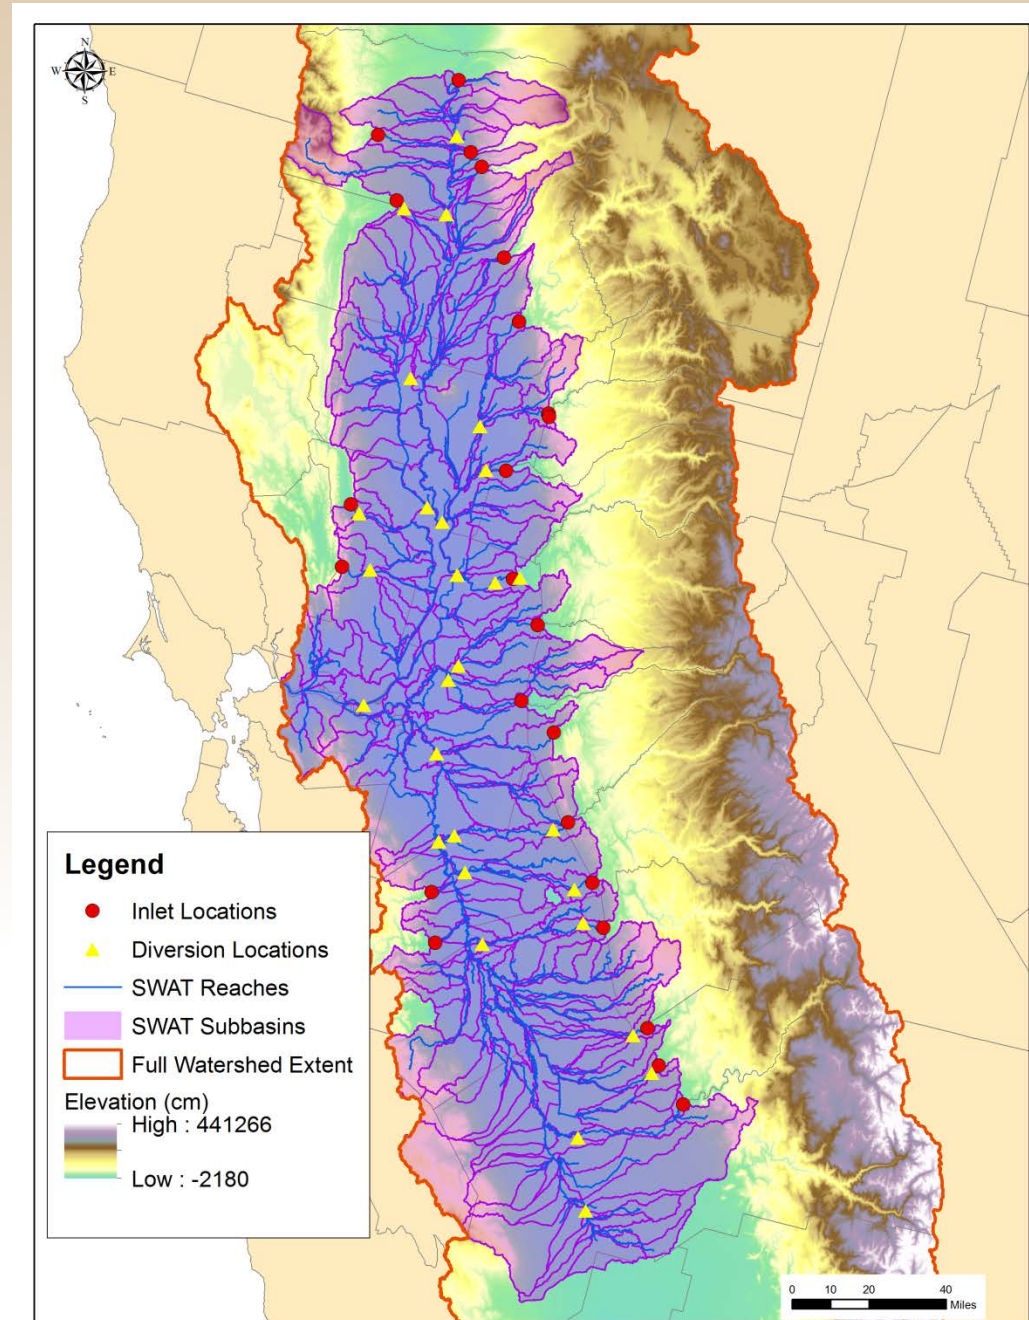 N
W E
S
Legend
Inlet Locations
Diversion Locations
SWAT Reaches
SWAT Subbasins
Full Watershed Extent
Elevation (cm)
High : 441266
Low : -2180
0 10 20 40
Miles